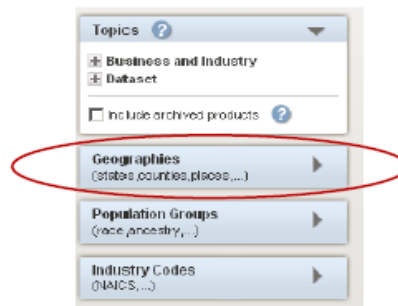 Topics ?
Business and Industry
Dataset
Include archived products ?
Geographies
(states,counties,places,...)
Population Groups
(race,ancestry,...)
Industry Codes
(NAICS,...)